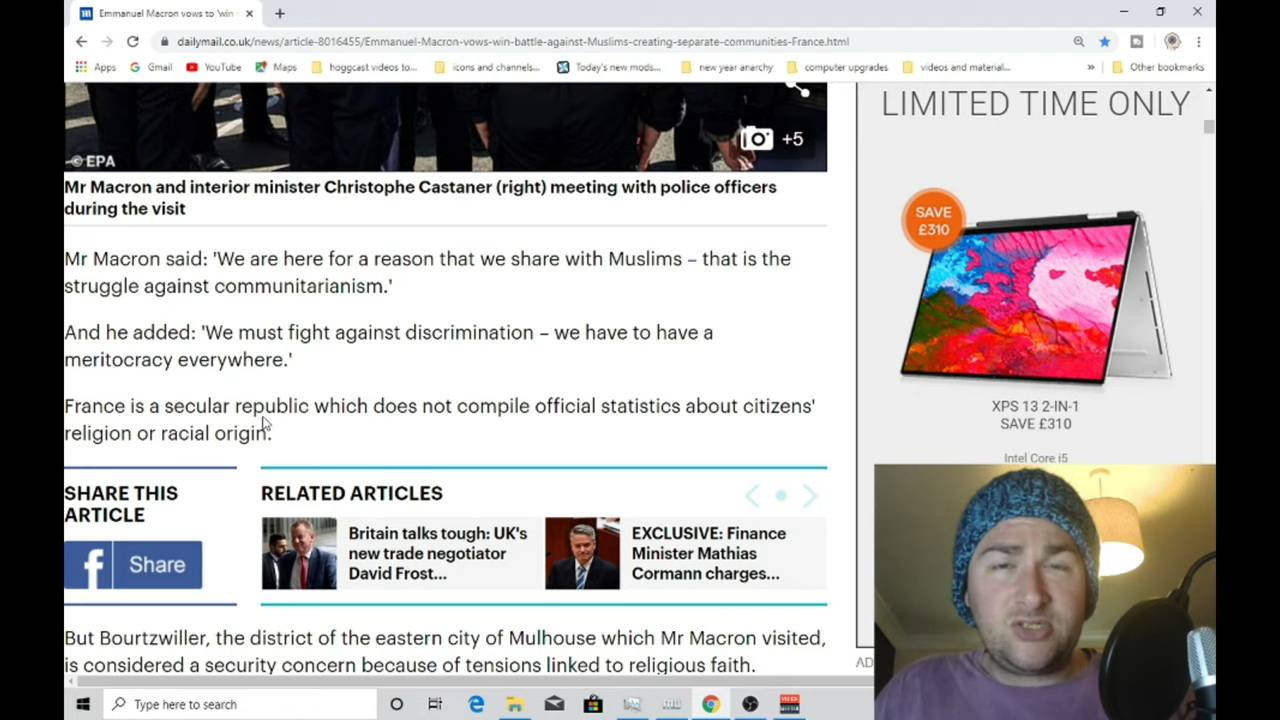 Emmanuel Macron vows to 'win
dailymail.co.uk/news/article-8016455/Emmanuel-Macron-vows-win-battle-against-Muslims-creating-separate-communities-France.html
Apps Gmail YouTube Maps hoggcast videos to... icons and channels... Today's new mods... new year anarchy computer upgrades videos and material... » Other bookmarks
LIMITED TIME ONLY
+5
© EPA
Mr Macron and interior minister Christophe Castaner (right) meeting with police officers
during the visit
SAVE
£310
Mr Macron said: 'We are here for a reason that we share with Muslims – that is the
struggle against communitarianism.'
And he added: 'We must fight against discrimination – we have to have a
meritocracy everywhere.'
France is a secular republic which does not compile official statistics about citizens'
religion or racial origin.
XPS 13 2-IN-1
SAVE £310
Intel Core i5
SHARE THIS
ARTICLE
f Share
RELATED ARTICLES
Britain talks tough: UK's
new trade negotiator
David Frost...
EXCLUSIVE: Finance
Minister Mathias
Cormann charges...
But Bourtzwiller, the district of the eastern city of Mulhouse which Mr Macron visited,
is considered a security concern because of tensions linked to religious faith.
AD
Type here to search